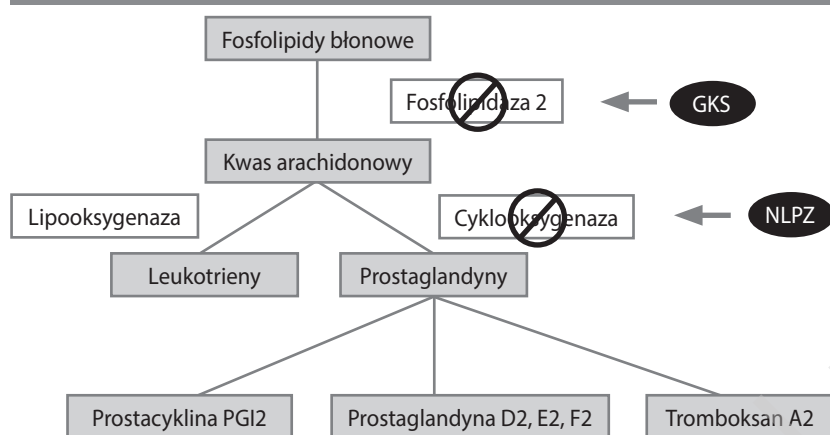 Fosfolipidy błonowe
Fosfolipidaza 2
GKS
Kwas arachidonowy
Lipooksygenaza
Cyklooksygenaza
NLPZ
Leukotrieny
Prostaglandyny
Prostacyklina PGI2
Prostaglandyna D2, E2, F2
Tromboksan A2